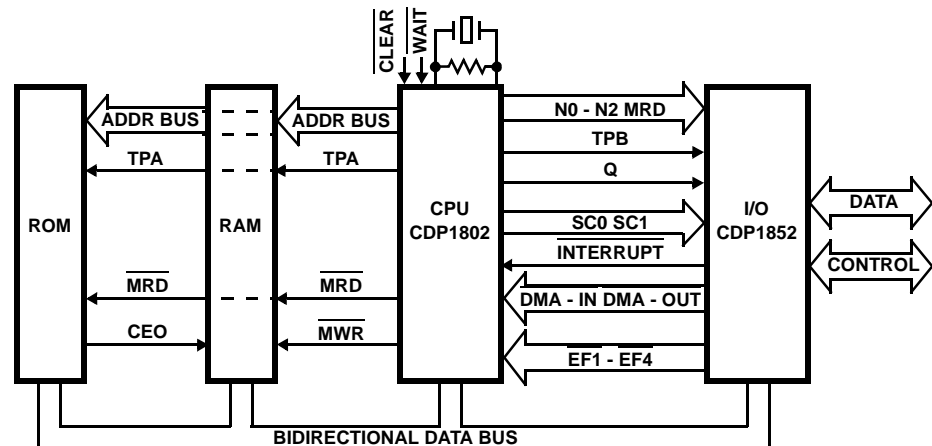 CLEAR
WAIT
ADDR BUS
ADDR BUS
N0 - N2 MRD
TPB
TPA
TPA
Q
ROM
RAM
CPU
CDP1802
I/O
CDP1852
DATA
SC0 SC1
INTERRUPT
CONTROL
MRD
MRD
DMA - IN DMA - OUT
CEO
MWR
EF1 - EF4
BIDIRECTIONAL DATA BUS